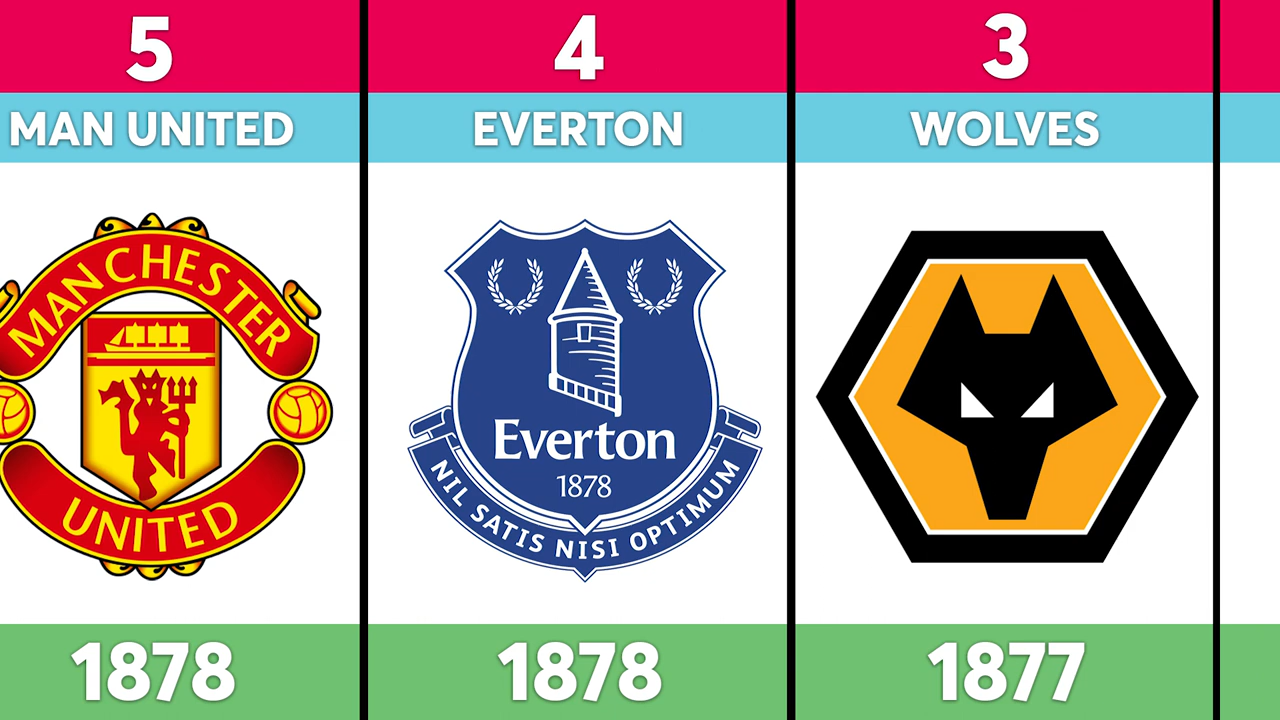 5
MAN UNITED
MANCHESTER
UNITED
1878
4
EVERTON
Everton
1878
NIL SATIS NISI OPTIMUM
1878
3
WOLVES
1877